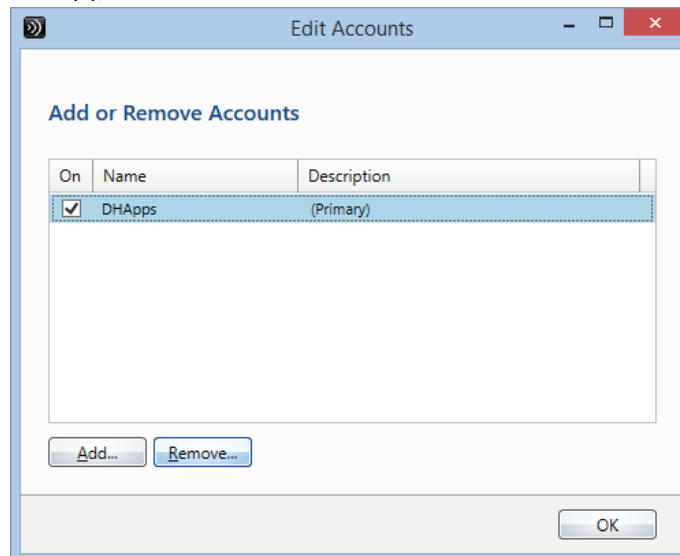 Edit Accounts
Add or Remove Accounts
On Name Description
DHApps (Primary)
Add... Remove...
OK